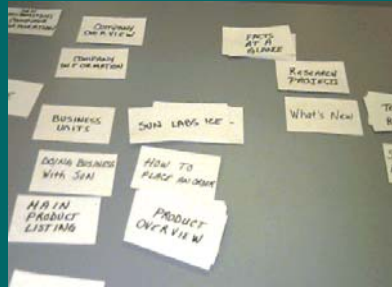 COMPANY
OVERVIEW
COMPANY
INFORMATION
FACTS
AT A
GLANCE
RESEARCH
PROJECTS
What's New
BUSINESS
UNITS
SUN LABS ICE -
DOING BUSINESS
With SUN
HOW TO
PLACE AN ORDER
MAIN
PRODUCT
LISTING
PRODUCT
OVERVIEW